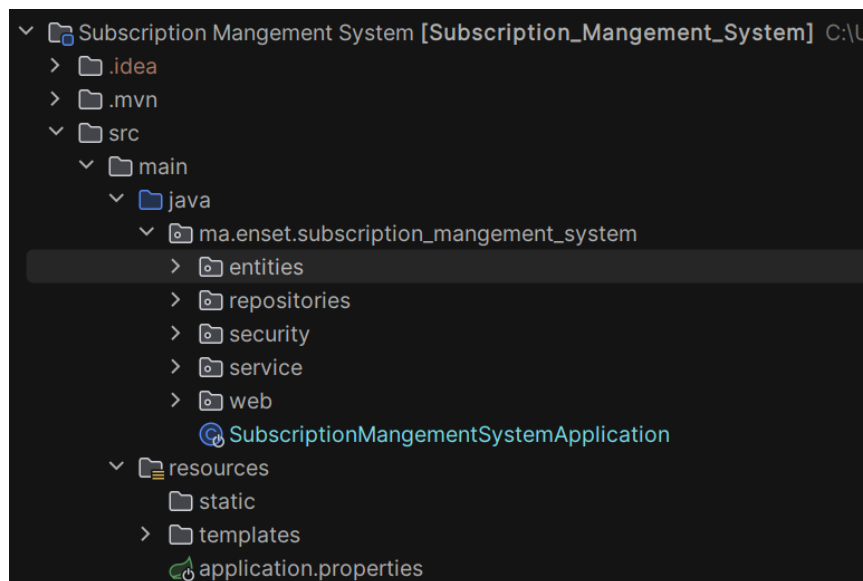 Subscription Mangement System [Subscription_Mangement_System] C:\U
.idea
.mvn
src
main
java
ma.enset.subscription_mangement_system
entities
repositories
security
service
web
SubscriptionMangementSystemApplication
resources
static
templates
application.properties